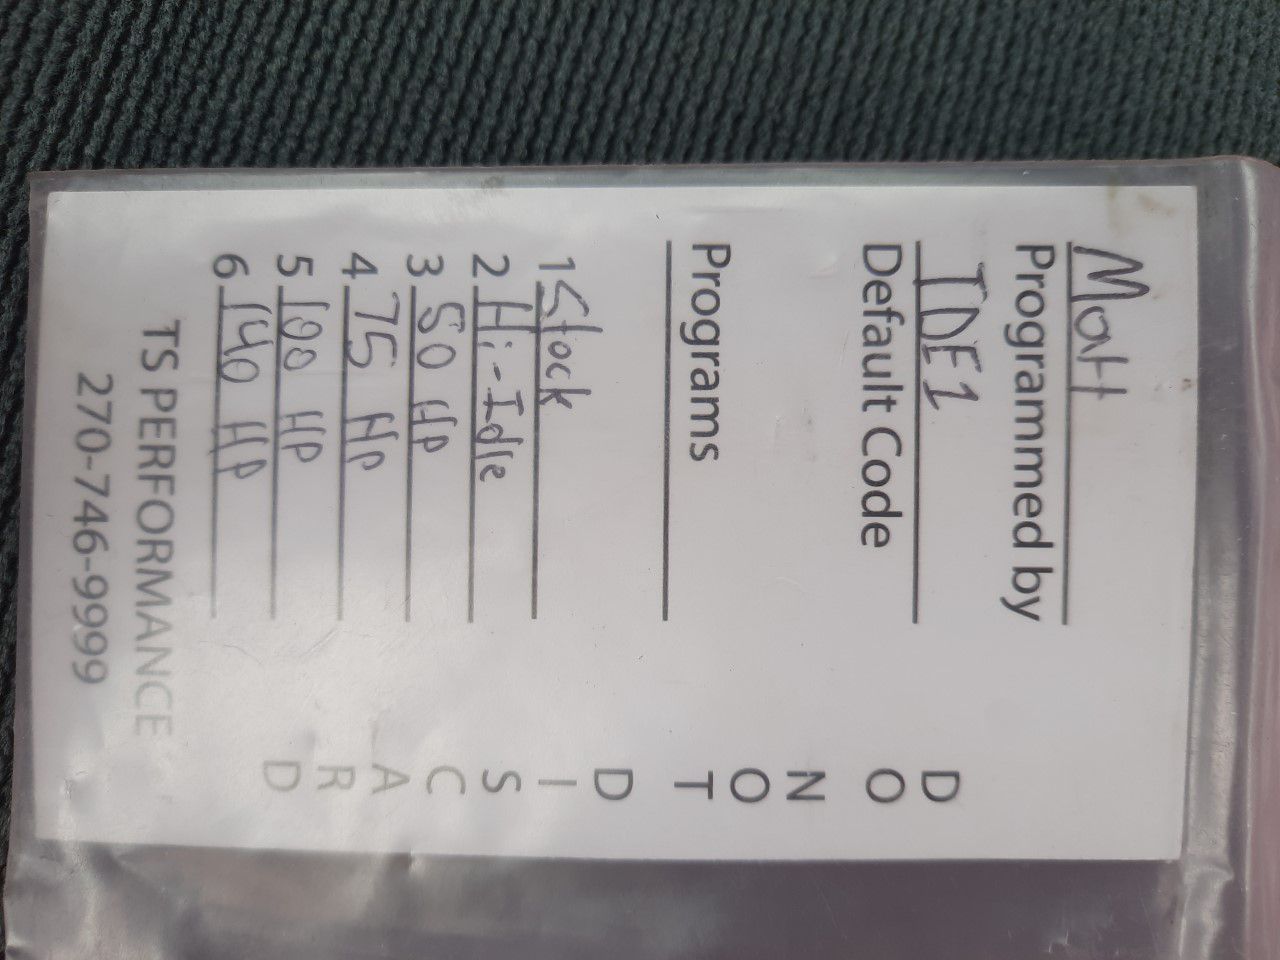 Matt
Programmed by
TDE1
Default Code
Programs
1 Stock
2 Hi-Idle
3 50 HP
4 75 HP
5 100 HP
6 140 HP
TS PERFORMANCE
270-746-9999
DO NOT DISCARD